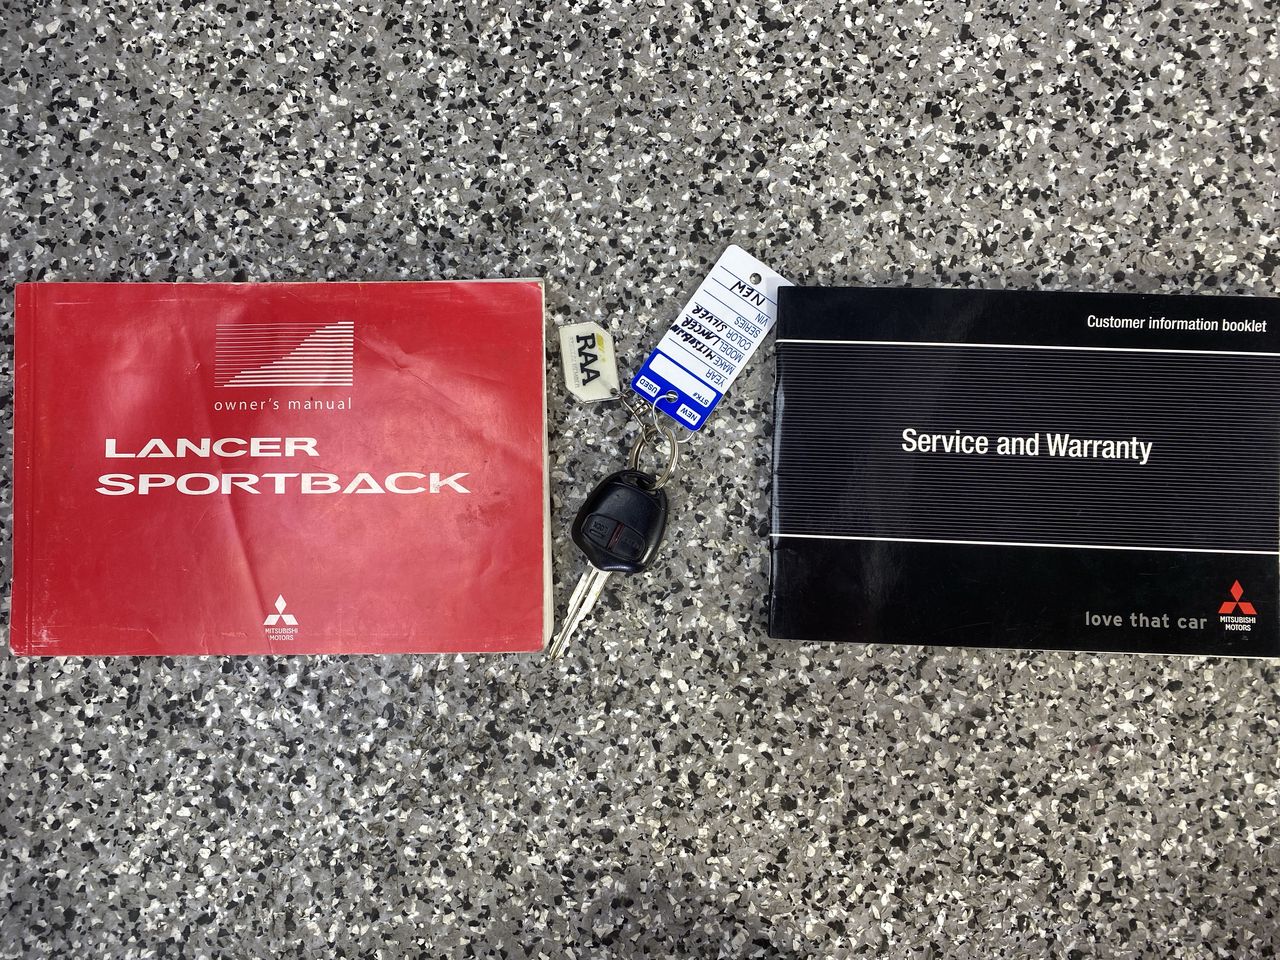 owner's manual
LANCER
SPORTBACK
MITSUBISHI
MOTORS
RAA
NEW
VIN
SERIES
COLOR SILVER
MODEL LANCER
MAKE MITSUBISHI
YEAR
STK#
USED
NEW
LOCK
Customer information booklet
Service and Warranty
love that car
MITSUBISHI
MOTORS